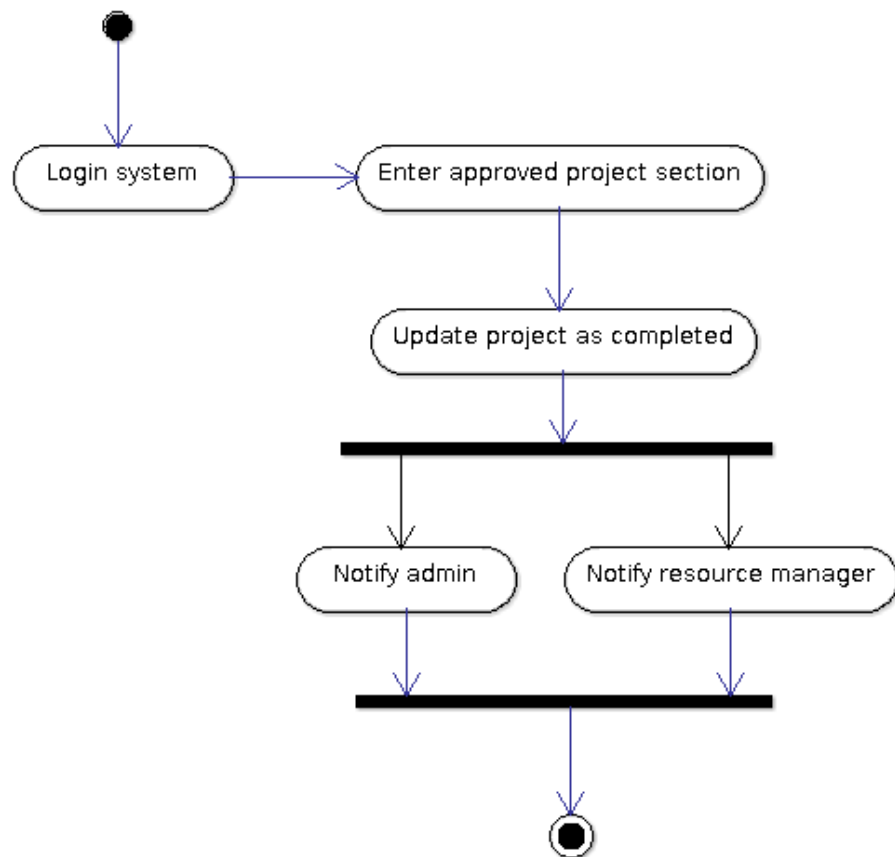 Login system
Enter approved project section
Update project as completed
Notify admin
Notify resource manager